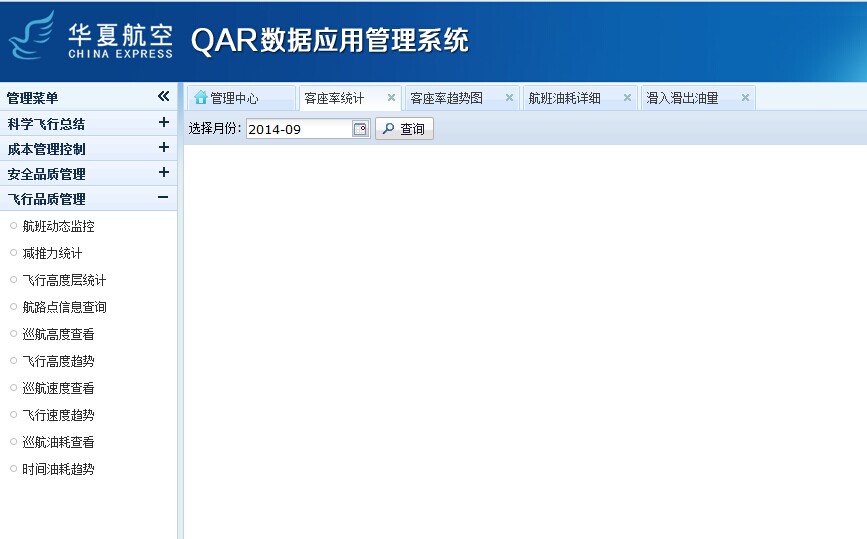 华夏航空
CHINA EXPRESS
QAR数据应用管理系统
管理菜单
科学飞行总结
成本管理控制
安全品质管理
飞行品质管理
航班动态监控
减推力统计
飞行高度层统计
航路点信息查询
巡航高度查看
飞行高度趋势
巡航速度查看
飞行速度趋势
巡航油耗查看
时间油耗趋势
管理中心 客座率统计 客座率趋势图 航班油耗详细 滑入滑出油量
选择月份: 2014-09 查询